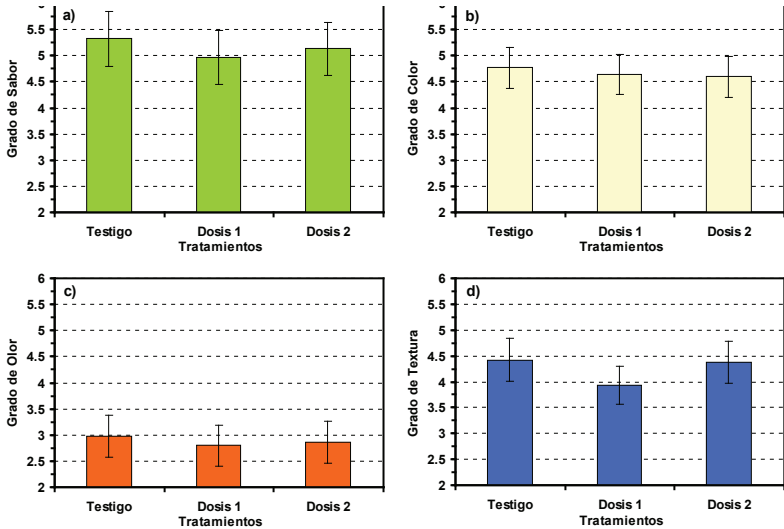 a)
Grado de Sabor
5.5
5
4.5
4
3.5
3
2.5
2
Testigo Dosis 1 Dosis 2
Tratamientos
b)
Grado de Color
5.5
5
4.5
4
3.5
3
2.5
2
Testigo Dosis 1 Dosis 2
Tratamientos
c)
Grado de Olor
6
5.5
5
4.5
4
3.5
3
2.5
2
Testigo Dosis 1 Dosis 2
Tratamientos
d)
Grado de Textura
6
5.5
5
4.5
4
3.5
3
2.5
2
Testigo Dosis 1 Dosis 2
Tratamientos